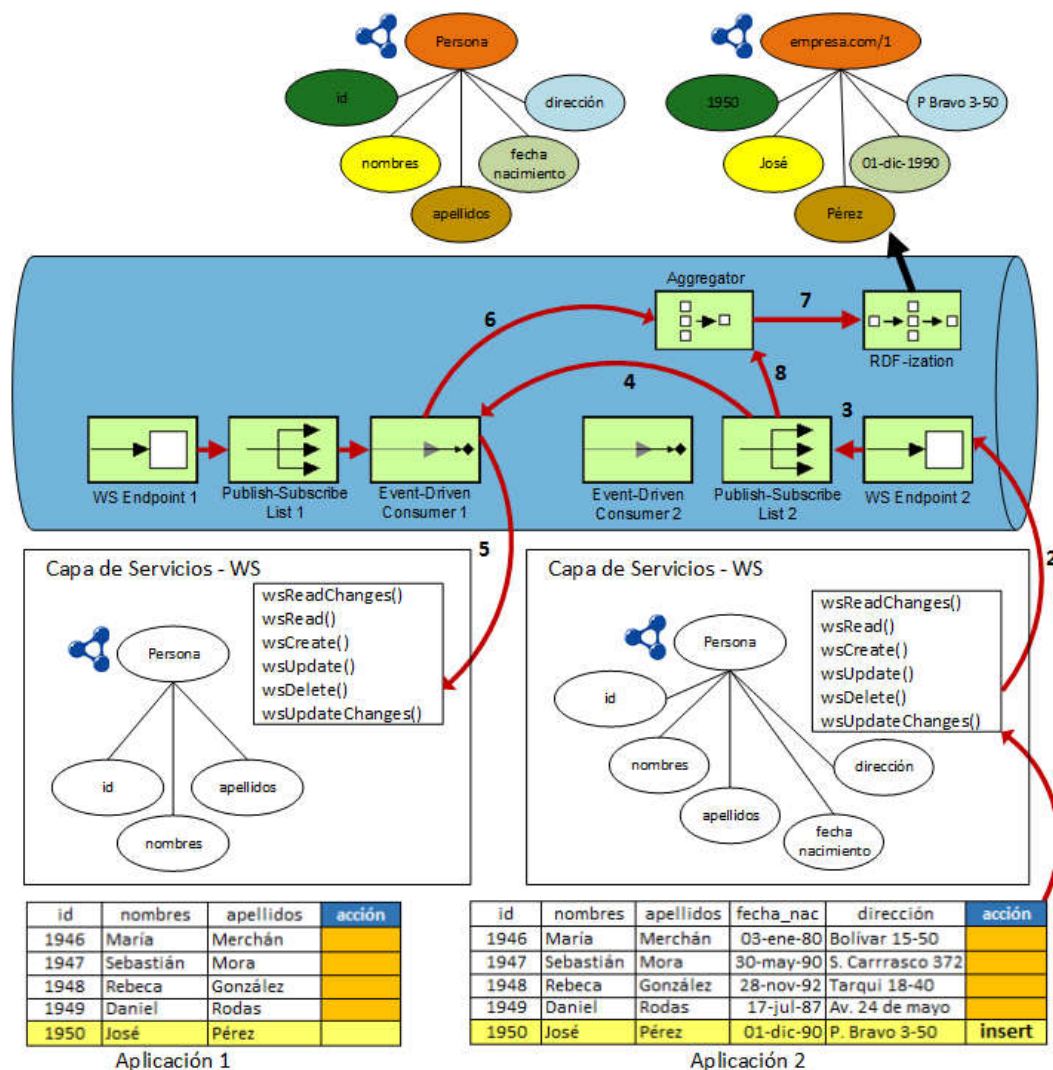 Persona
empresa.com/1
id
dirección
1950
P Bravo 3-50
nombres
fecha
nacimiento
José
01-dic-1990
apellidos
Pérez
Aggregator
7
6
RDF-ization
4
8
3
WS Endpoint 1
Publish-Subscribe
List 1
Event-Driven
Consumer 1
Event-Driven
Consumer 2
Publish-Subscribe
List 2
WS Endpoint 2
5
2
Capa de Servicios - WS
wsReadChanges()
wsRead()
wsCreate()
wsUpdate()
wsDelete()
wsUpdateChanges()
Persona
id
apellidos
nombres
Capa de Servicios - WS
wsReadChanges()
wsRead()
wsCreate()
wsUpdate()
wsDelete()
wsUpdateChanges()
Persona
id
nombres
dirección
apellidos
fecha
nacimiento
id nombres apellidos acción
1946 María Merchán
1947 Sebastián Mora
1948 Rebeca González
1949 Daniel Rodas
1950 José Pérez
Aplicación 1
id nombres apellidos fecha_nac dirección acción
1946 María Merchán 03-ene-80 Bolívar 15-50
1947 Sebastián Mora 30-may-90 S. Carrrasco 372
1948 Rebeca González 28-nov-92 Tarqui 18-40
1949 Daniel Rodas 17-jul-87 Av. 24 de mayo
1950 José Pérez 01-dic-90 P. Bravo 3-50 insert
Aplicación 2